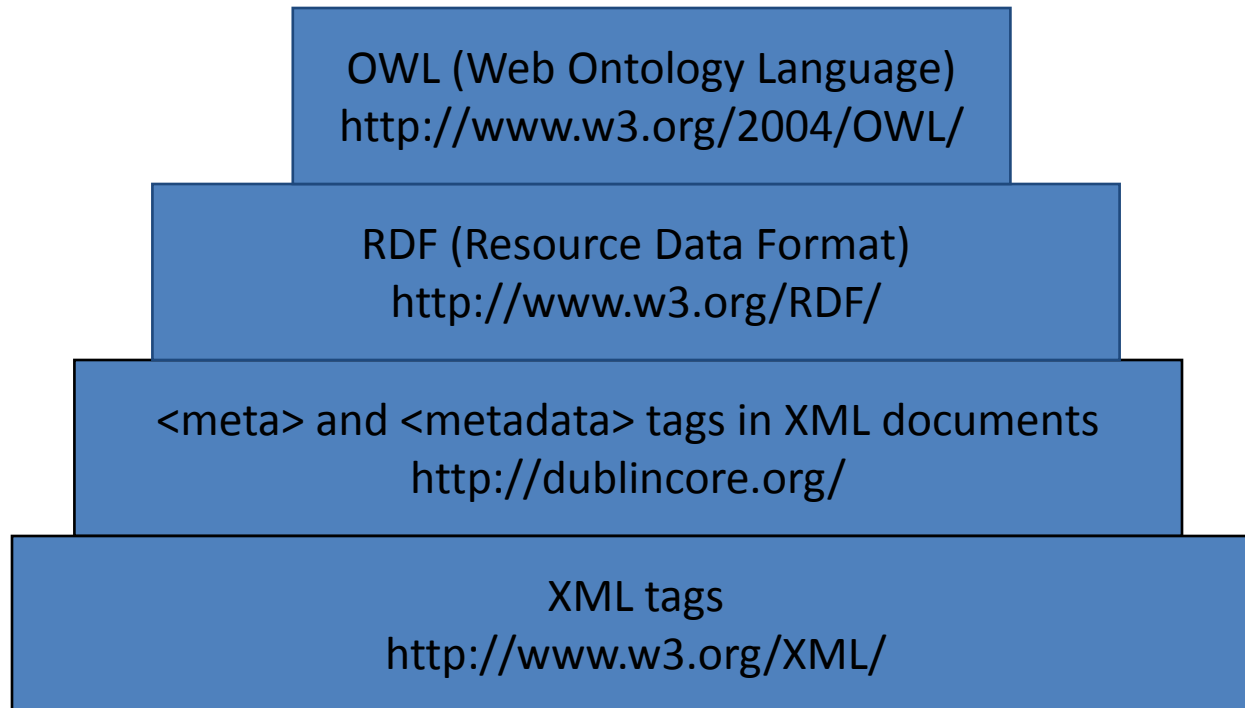 OWL (Web Ontology Language)
http://www.w3.org/2004/OWL/
RDF (Resource Data Format)
http://www.w3.org/RDF/
<meta> and <metadata> tags in XML documents
http://dublincore.org/
XML tags
http://www.w3.org/XML/